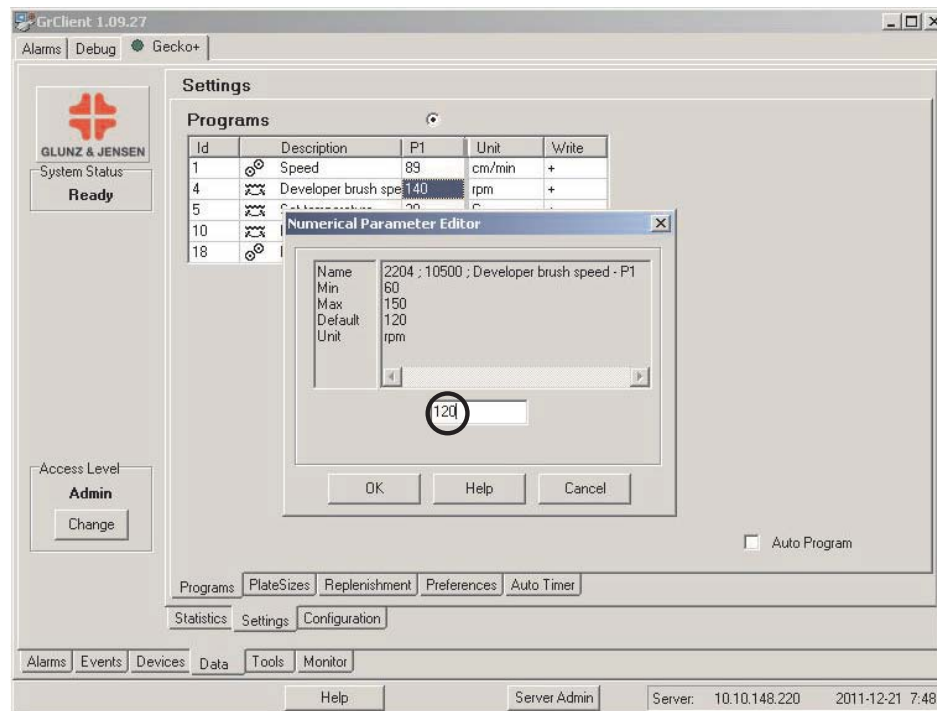 GrClient 1.09.27
Alarms Debug Gecko+
GLUNZ & JENSEN
System Status
Ready
Settings
Programs
Id Description P1 Unit Write
1 Speed 89 cm/min +
4 Developer brush spe 140 rpm +
5
10
18
Numerical Parameter Editor
Name 2204 ; 10500 ; Developer brush speed - P1
Min 60
Max 150
Default 120
Unit rpm
120
OK Help Cancel
Access Level
Admin
Change
Auto Program
Programs PlateSizes Replenishment Preferences Auto Timer
Statistics Settings Configuration
Alarms Events Devices Data Tools Monitor
Help Server Admin Server: 10.10.148.220 2011-12-21 7:48